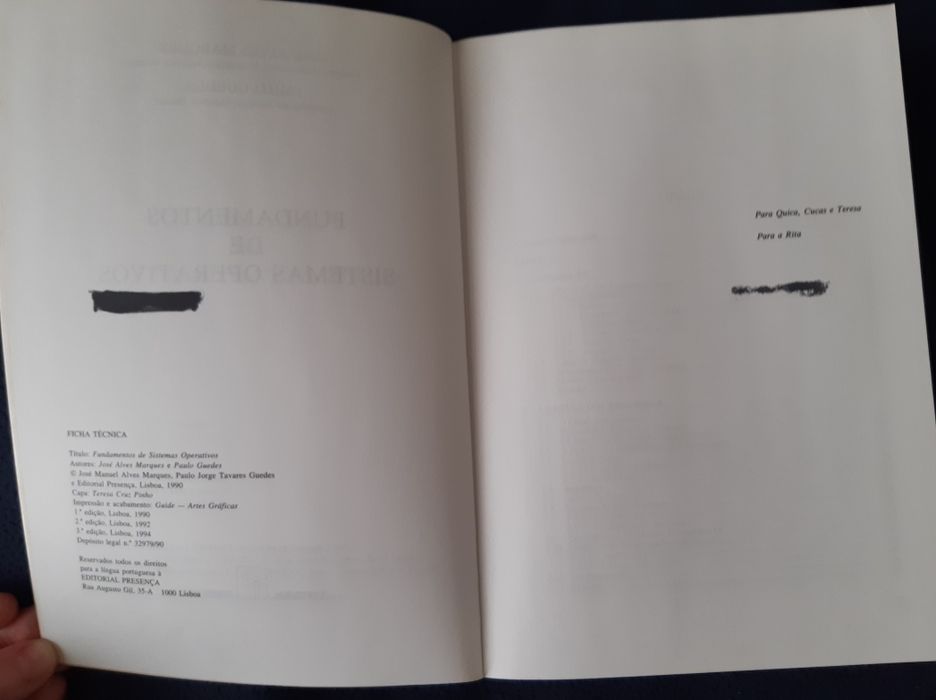 FICHA TÉCNICA
Título: Fundamentos de Sistemas Operativos
Autores: José Alves Marques e Paulo Guedes
© José Manuel Alves Marques, Paulo Jorge Tavares Guedes
e Editorial Presença, Lisboa, 1990
Capa: Teresa Cruz Pinho
Impressão e acabamento: Guide — Artes Gráficas
1.ª edição, Lisboa, 1990
2.ª edição, Lisboa, 1992
3.ª edição, Lisboa, 1994
Depósito legal n.º 32979/90
Reservados todos os direitos
para a língua portuguesa à
EDITORIAL PRESENÇA
Rua Augusto Gil, 35-A 1000 Lisboa
Para Quica, Cucas e Teresa
Para a Rita